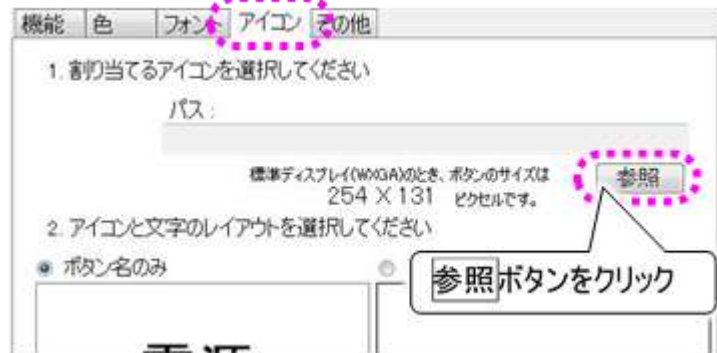 機能 色 フォント アイコン その他
1. 割り当てるアイコンを選択してください
パス :
標準ディスプレイ(WXGA)のとき、ボタンのサイズは
254 × 131 ピクセルです。
参照
2. アイコンと文字のレイアウトを選択してください
ボタン名のみ
参照ボタンをクリック
電源